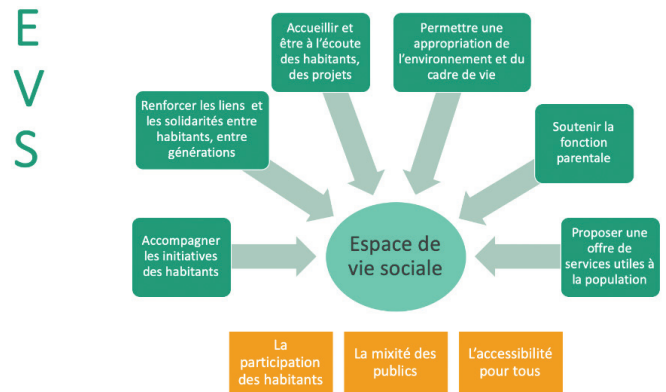 E
V
S
Accueillir et
être à l'écoute
des habitants,
des projets
Permettre une
appropriation de
l'environnement et du
cadre de vie
Renforcer les liens et
les solidarités entre
habitants, entre
générations
Soutenir la
fonction
parentale
Accompagner
les initiatives
des habitants
Espace de
vie sociale
Proposer une
offre de
services utiles à
la population
La
participation
des habitants
La mixité des
publics
L'accessibilité
pour tous